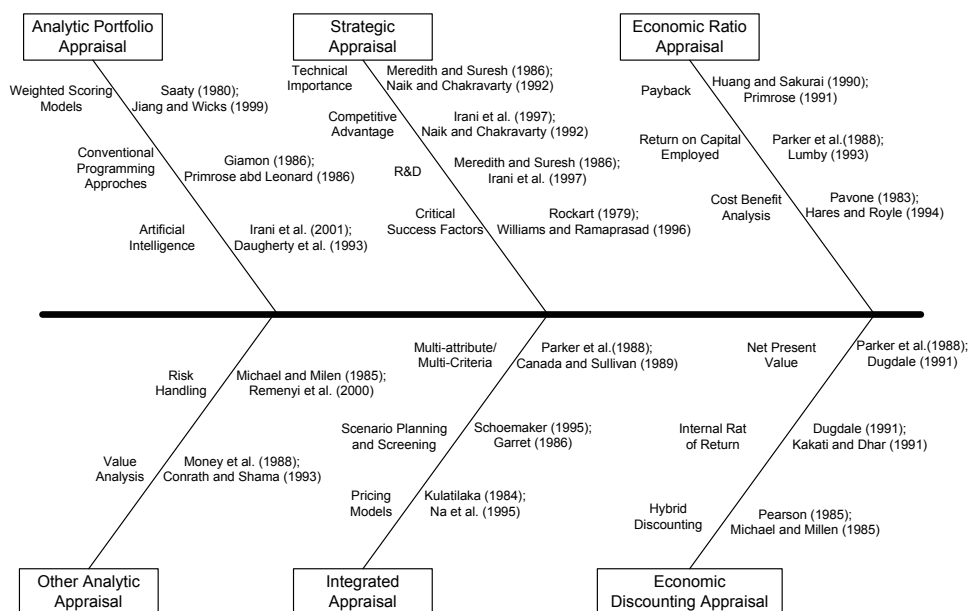 Analytic Portfolio
Appraisal
Weighted Scoring
Models
Saaty (1980);
Jiang and Wicks
(1999)
Conventional
Programming
Approches
Giamon (1986);
Primrose abd Leonard (1986)
Artificial
Intelligence
Irani et al. (2001);
Daugherty et al. (1993)
Strategic
Appraisal
Technical
Importance
Meredith and Suresh (1986);
Naik and Chakravarty
(1992)
Competitive
Advantage
Irani et al. (1997);
Naik and Chakravarty (1992)
R&D
Meredith and Suresh (1986);
Irani et al. (1997)
Critical
Success Factors
Rockart (1979);
Williams and Ramaprasad (1996)
Economic Ratio
Appraisal
Payback
Huang and Sakurai (1990);
Primrose (1991)
Return on Capital
Employed
Parker et al.(1988);
Lumby (1993)
Cost Benefit
Analysis
Pavone (1983);
Hares and Royle (1994)
Risk
Handling
Michael and Milen (1985);
Remenyi et al. (2000)
Value
Analysis
Money et al. (1988);
Conrath and Shama (1993)
Other Analytic
Appraisal
Multi-attribute/
Multi-Criteria
Parker et al.(1988);
Canada and Sullivan (1989)
Scenario Planning
and Screening
Schoemaker (1995);
Garret (1986)
Pricing
Models
Kulatilaka (1984);
Na et al. (1995)
Integrated
Appraisal
Net Present
Value
Parker et al.(1988);
Dugdale (1991)
Internal Rat
of Return
Dugdale (1991);
Kakati and Dhar (1991)
Hybrid
Discounting
Pearson (1985);
Michael and Millen (1985)
Economic
Discounting Appraisal